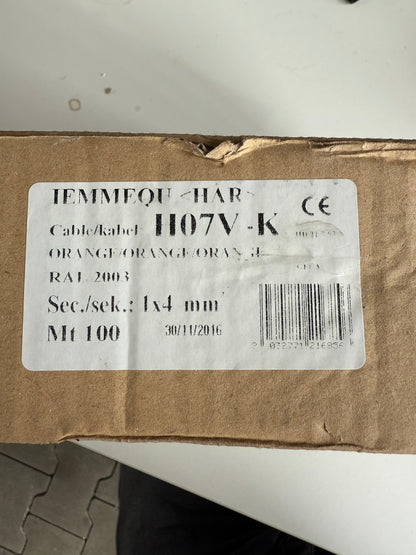 IEMMEQU <HAR>
CE
Cable/kabel: H07V-K
RAL 2003
Sec./sek.: 1x4 mm
Mt 100 30/11/2016